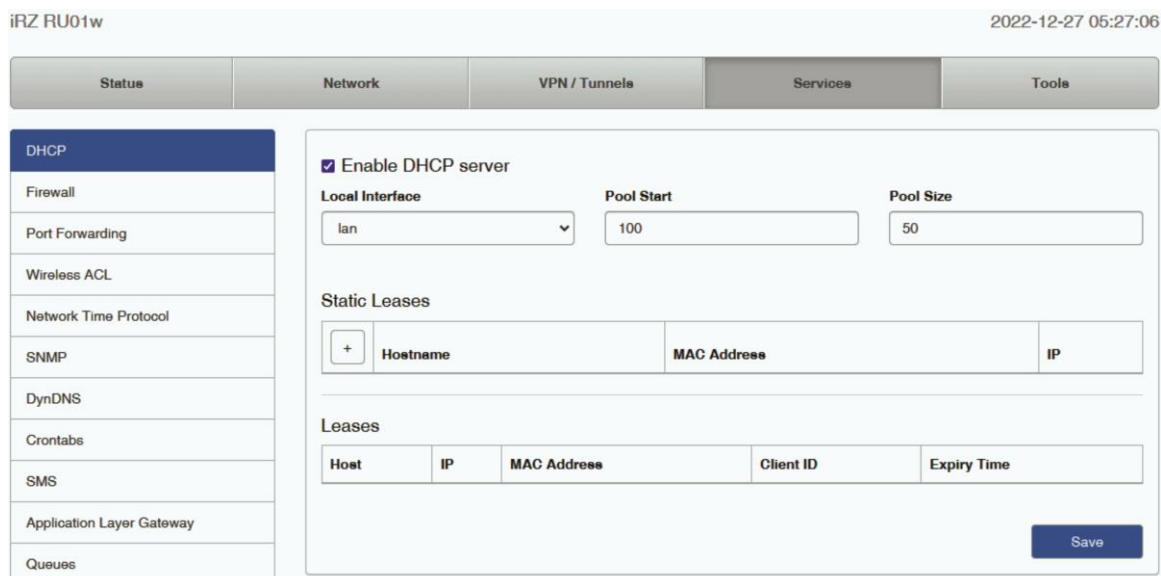 iRZ RU01w 2022-12-27 05:27:06
Status Network VPN / Tunnels Services Tools
DHCP
Firewall
Port Forwarding
Wireless ACL
Network Time Protocol
SNMP
DynDNS
Crontabs
SMS
Application Layer Gateway
Queues
Enable DHCP server
Local Interface Pool Start Pool Size
lan 100 50
Static Leases
+ Hostname MAC Address IP
Leases
Host IP MAC Address Client ID Expiry Time
Save